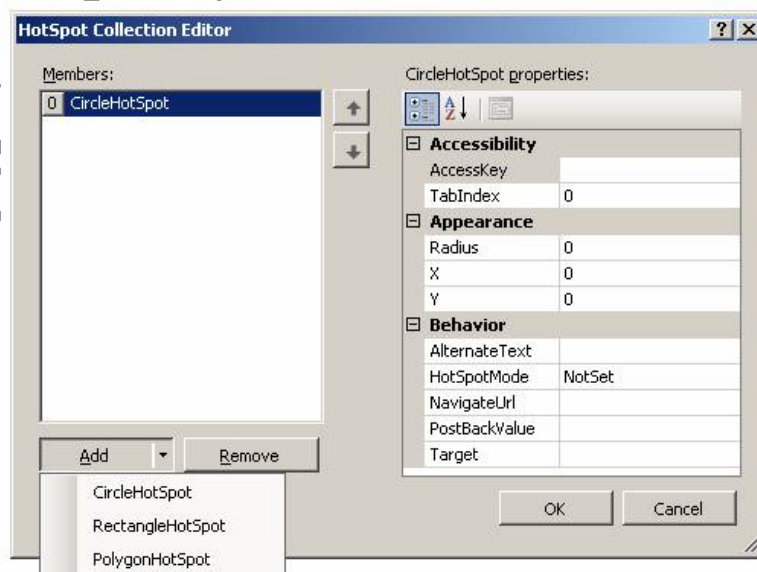 HotSpot Collection Editor
Members:
0 CircleHotSpot
Add
Remove
CircleHotSpot
RectangleHotSpot
PolygonHotSpot
CircleHotSpot properties:
Accessibility
AccessKey
TabIndex 0
Appearance
Radius 0
X 0
Y 0
Behavior
AlternateText
HotSpotMode NotSet
NavigateUrl
PostBackValue
Target
OK
Cancel